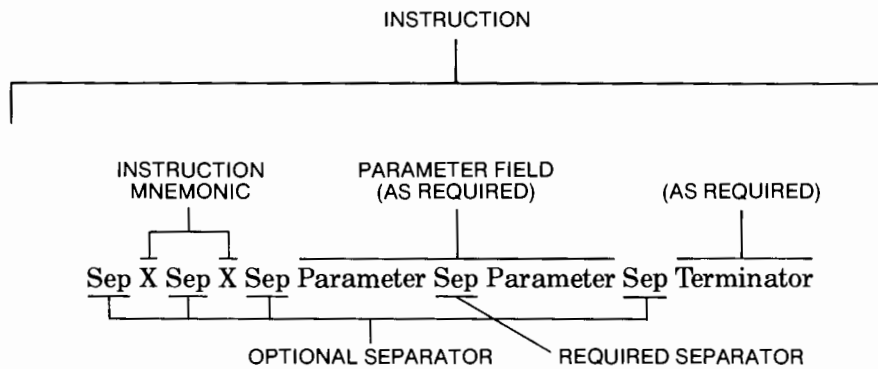 INSTRUCTION
INSTRUCTION MNEMONIC
PARAMETER FIELD (AS REQUIRED)
(AS REQUIRED)
Sep X Sep X Sep Parameter Sep Parameter Sep Terminator
OPTIONAL SEPARATOR
REQUIRED SEPARATOR